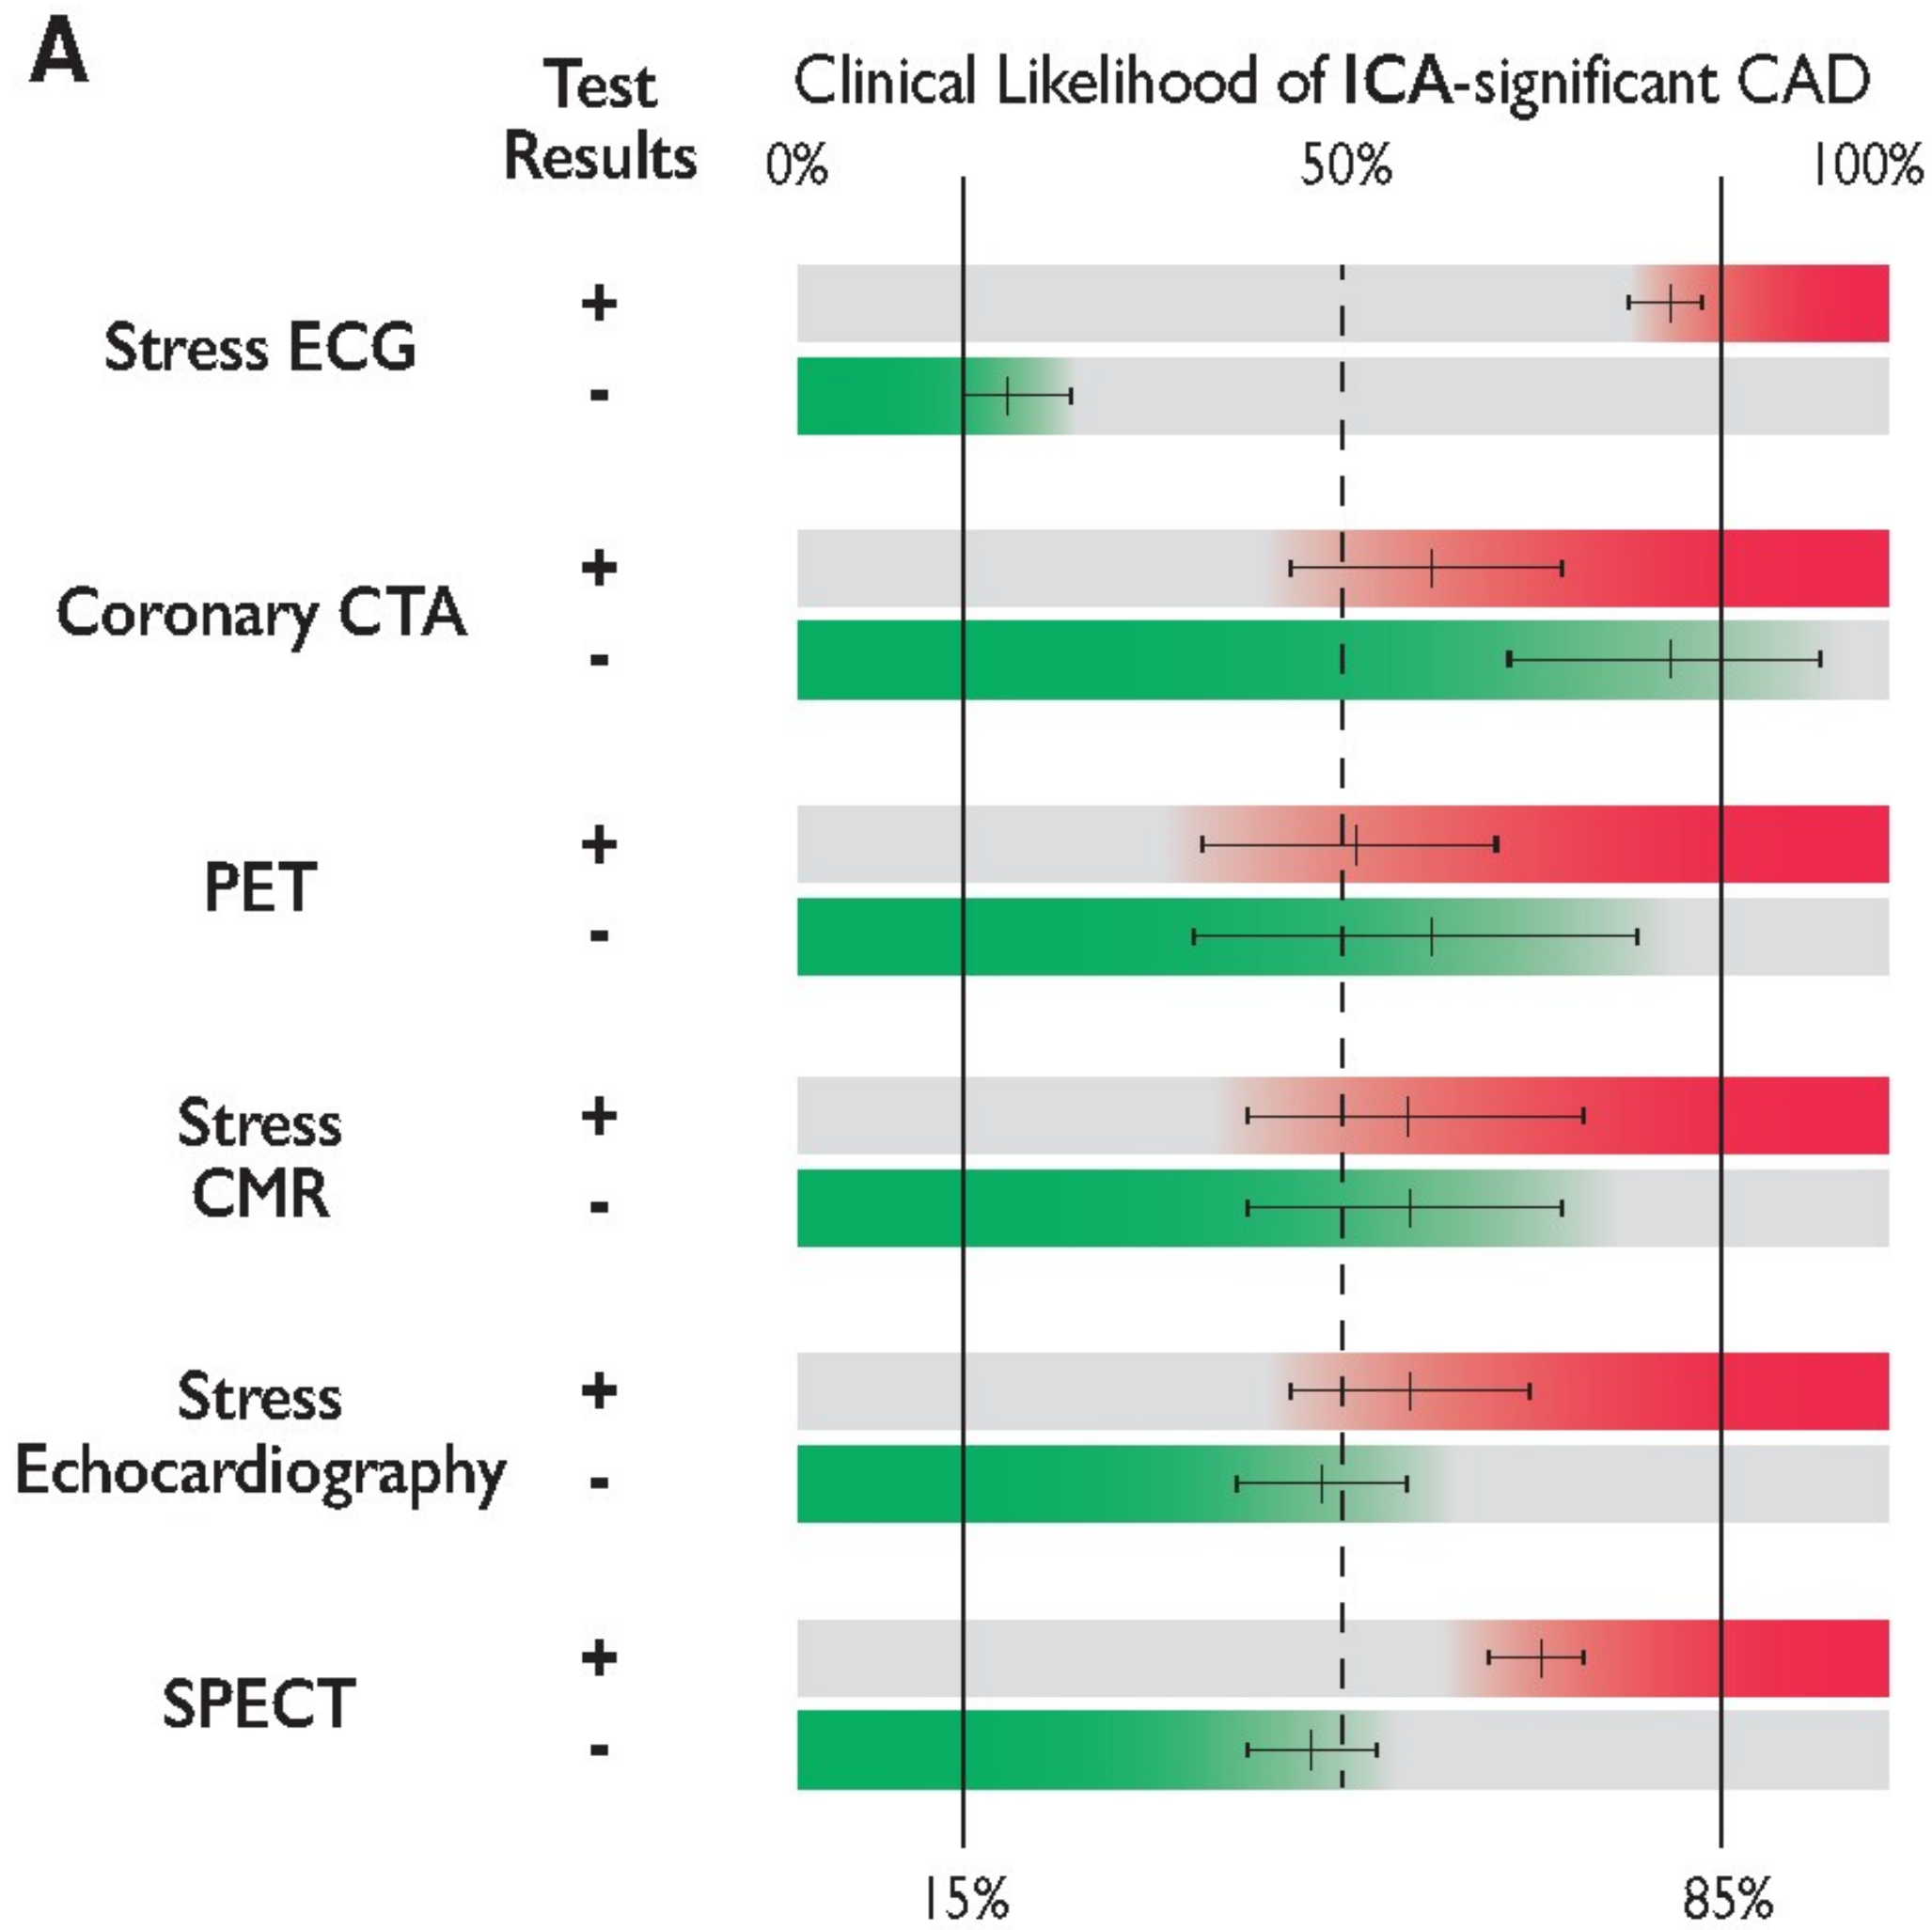 A
Test
Results
Clinical Likelihood of ICA-significant CAD
0%
50%
100%
Stress ECG
+
-
Coronary CTA
+
-
PET
+
-
Stress
CMR
+
-
Stress
Echocardiography
+
-
SPECT
+
-
15%
85%